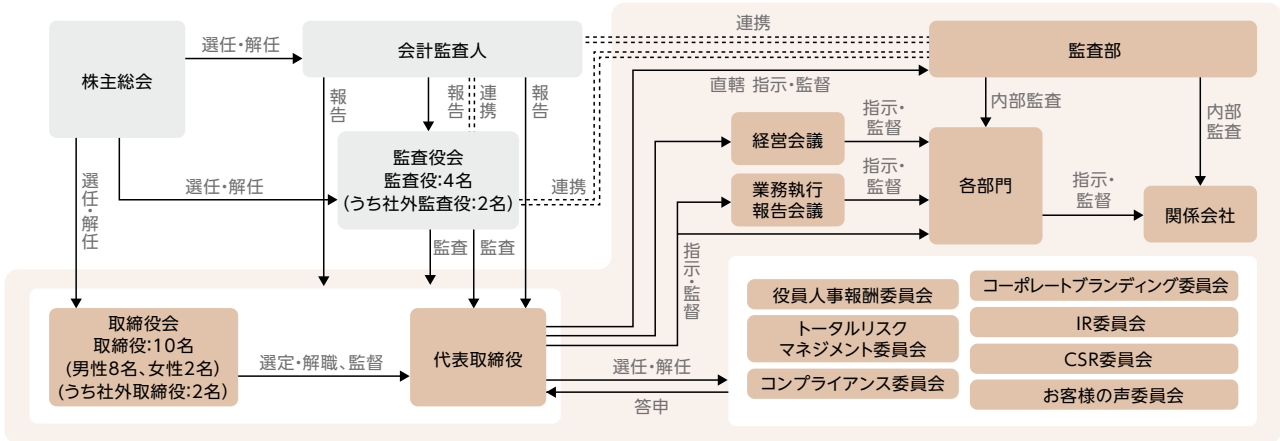 株主総会
選任・解任
会計監査人
連携
監査部
報告
報告
連携
報告
直轄 指示・監督
内部監査
内部
監査
選任・解任
選任・解任
監査役会
監査役:4名
(うち社外監査役:2名)
連携
経営会議
指示・
監督
業務執行
報告会議
指示・
監督
各部門
指示・
監督
関係会社
監査
監査
指示・監督
取締役会
取締役:10名
(男性8名、女性2名)
(うち社外取締役:2名)
選定・解職、監督
代表取締役
選任・解任
答申
役員人事報酬委員会
トータルリスク
マネジメント委員会
コンプライアンス委員会
コーポレートブランディング委員会
IR委員会
CSR委員会
お客様の声委員会